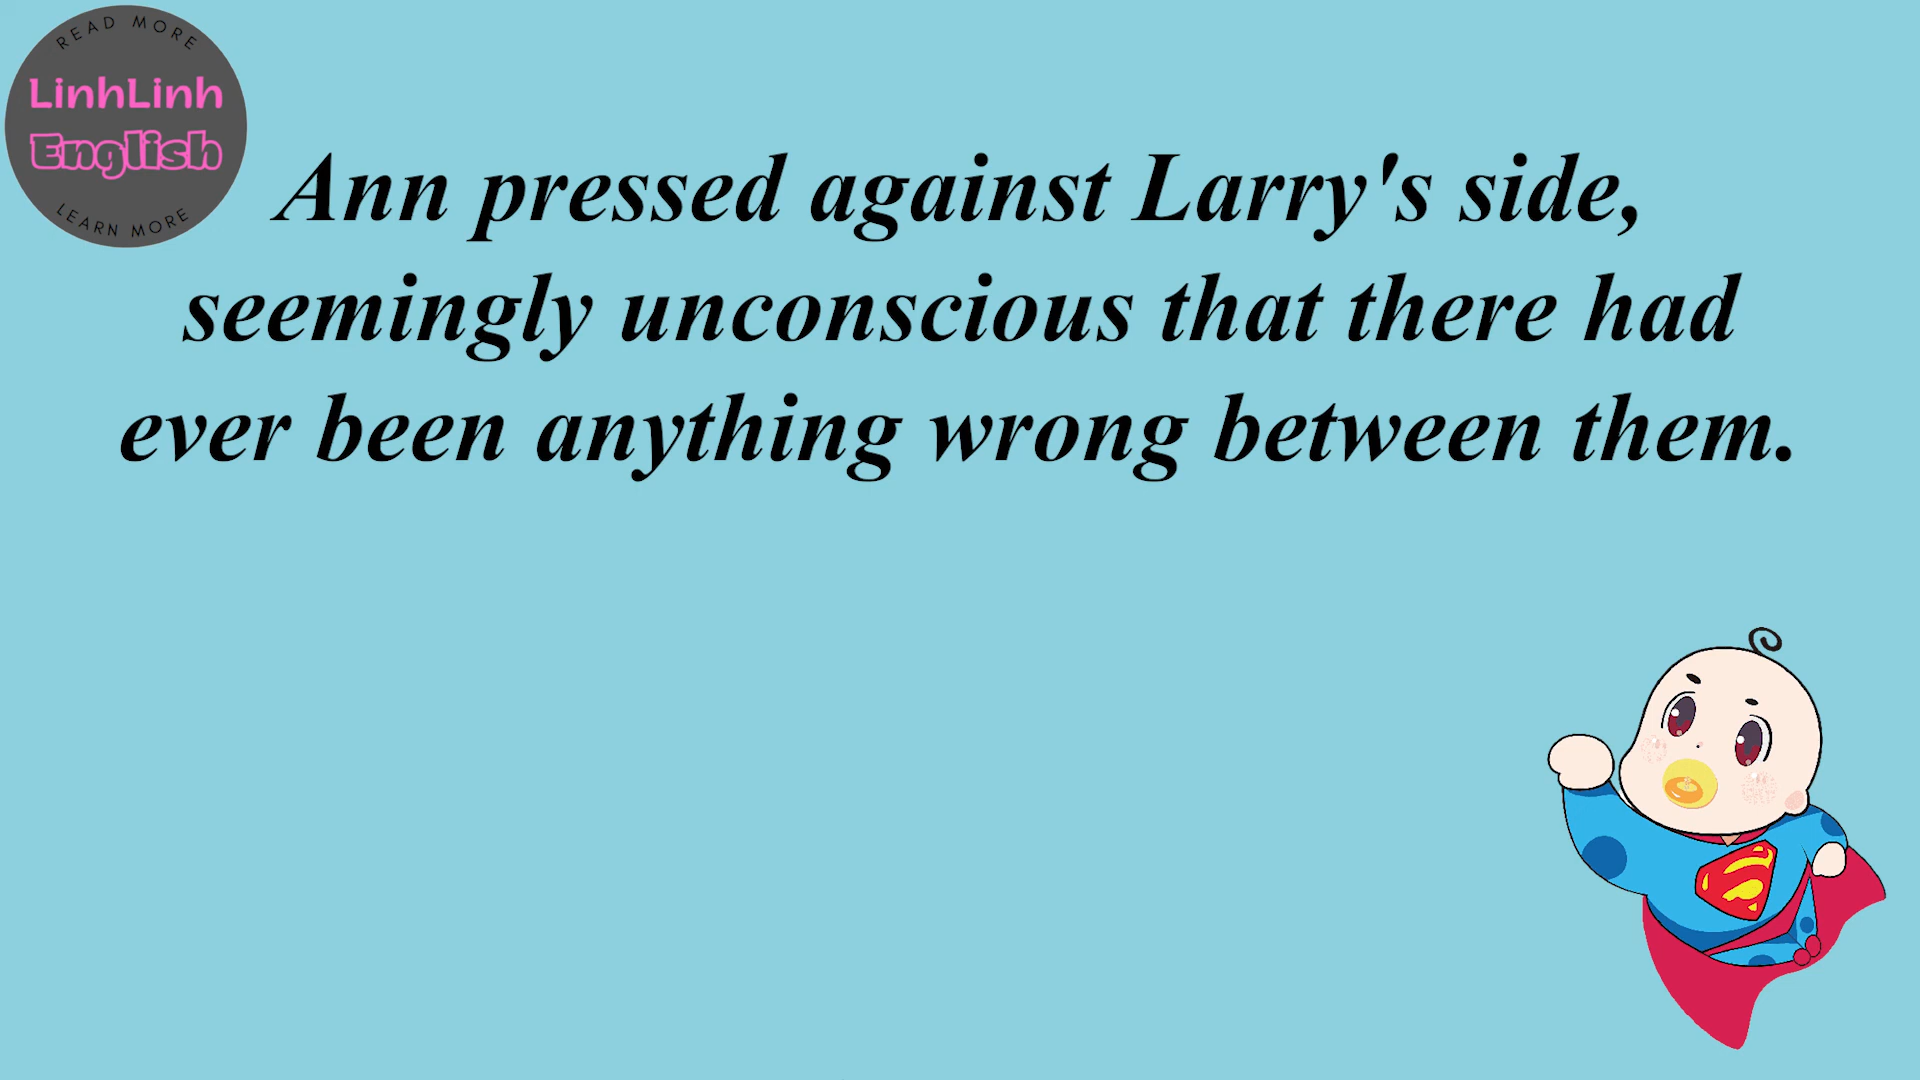 READ MORE
LinhLinh
English
LEARN MORE
Ann pressed against Larry's side,
seemingly unconscious that there had
ever been anything wrong between them.